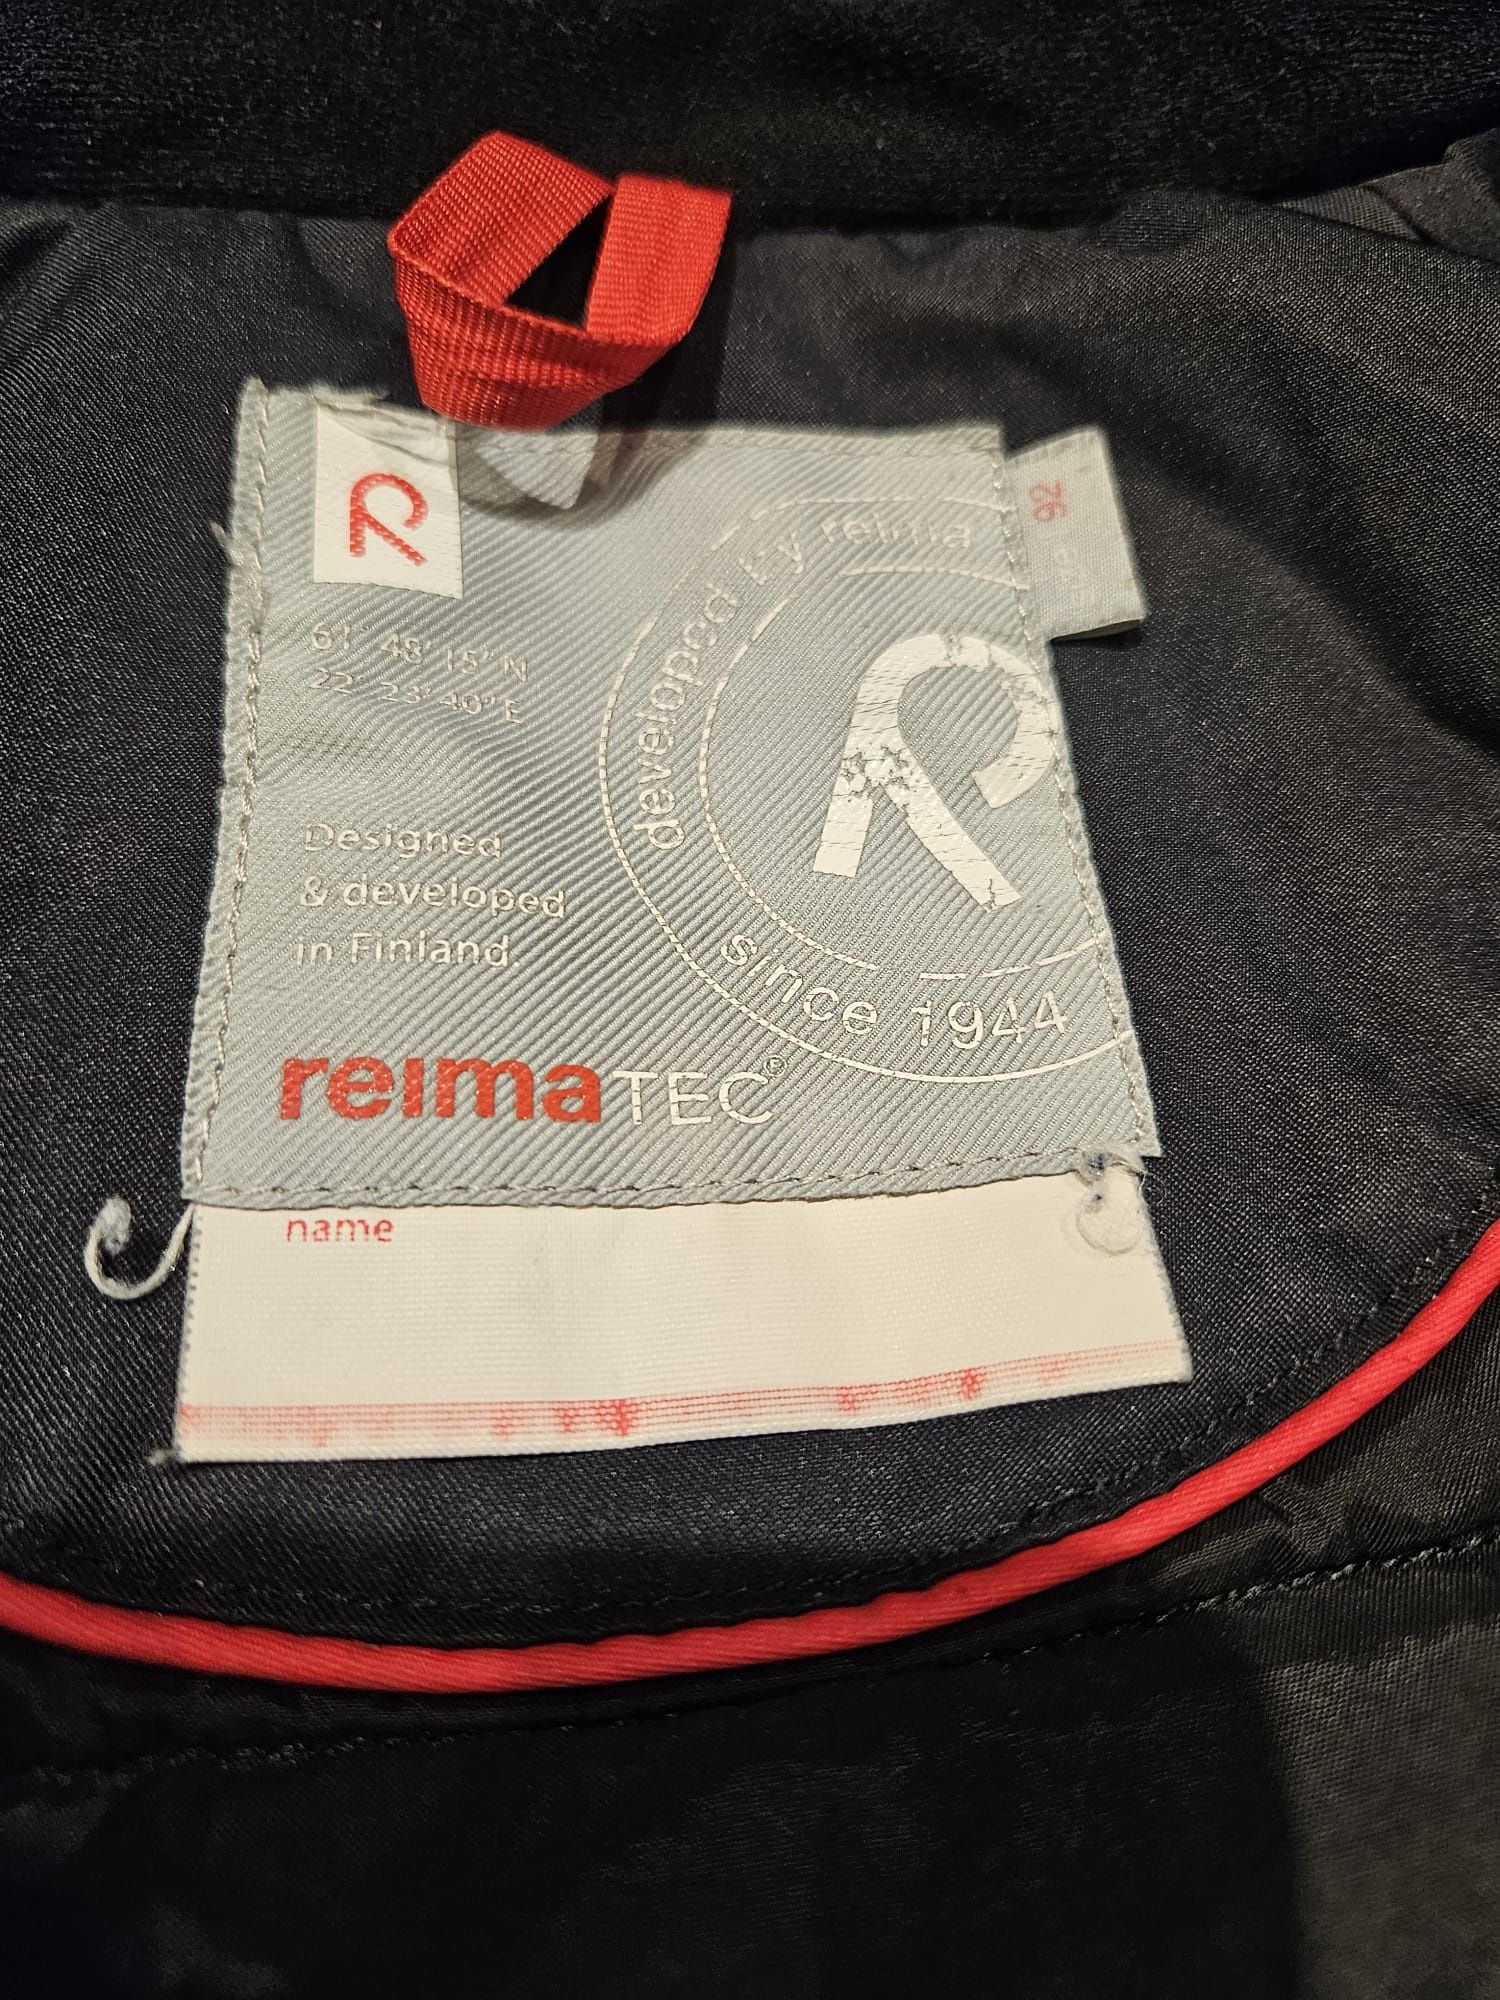 R
92
61° 48' 15" N
22° 23' 40" E
developed by reima
R
since 1944
Designed
& developed
in Finland.
reimaTEC®
name